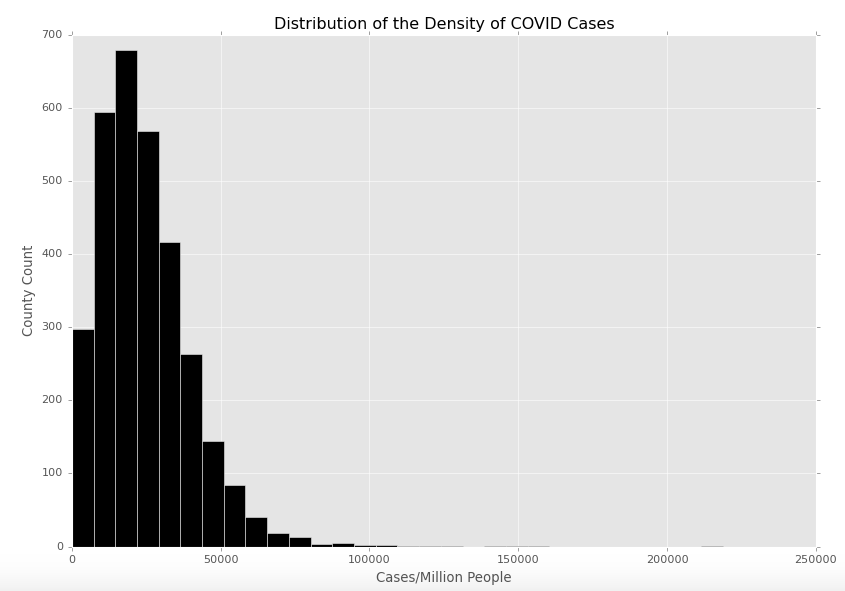 Distribution of the Density of COVID Cases
700
600
500
400
300
200
100
0
County Count
0 50000 100000 150000 200000 250000
Cases/Million People